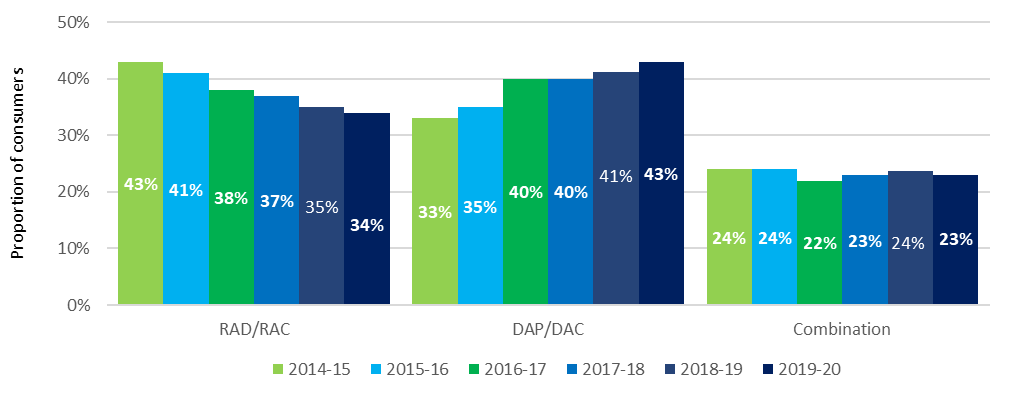 50%
40%
30%
20%
10%
0%
Proportion of consumers
43% 41% 38% 37% 35% 34%
33% 35% 40% 40% 41% 43%
24% 24% 22% 23% 24% 23%
RAD/RAC DAP/DAC Combination
2014-15 2015-16 2016-17 2017-18 2018-19 2019-20